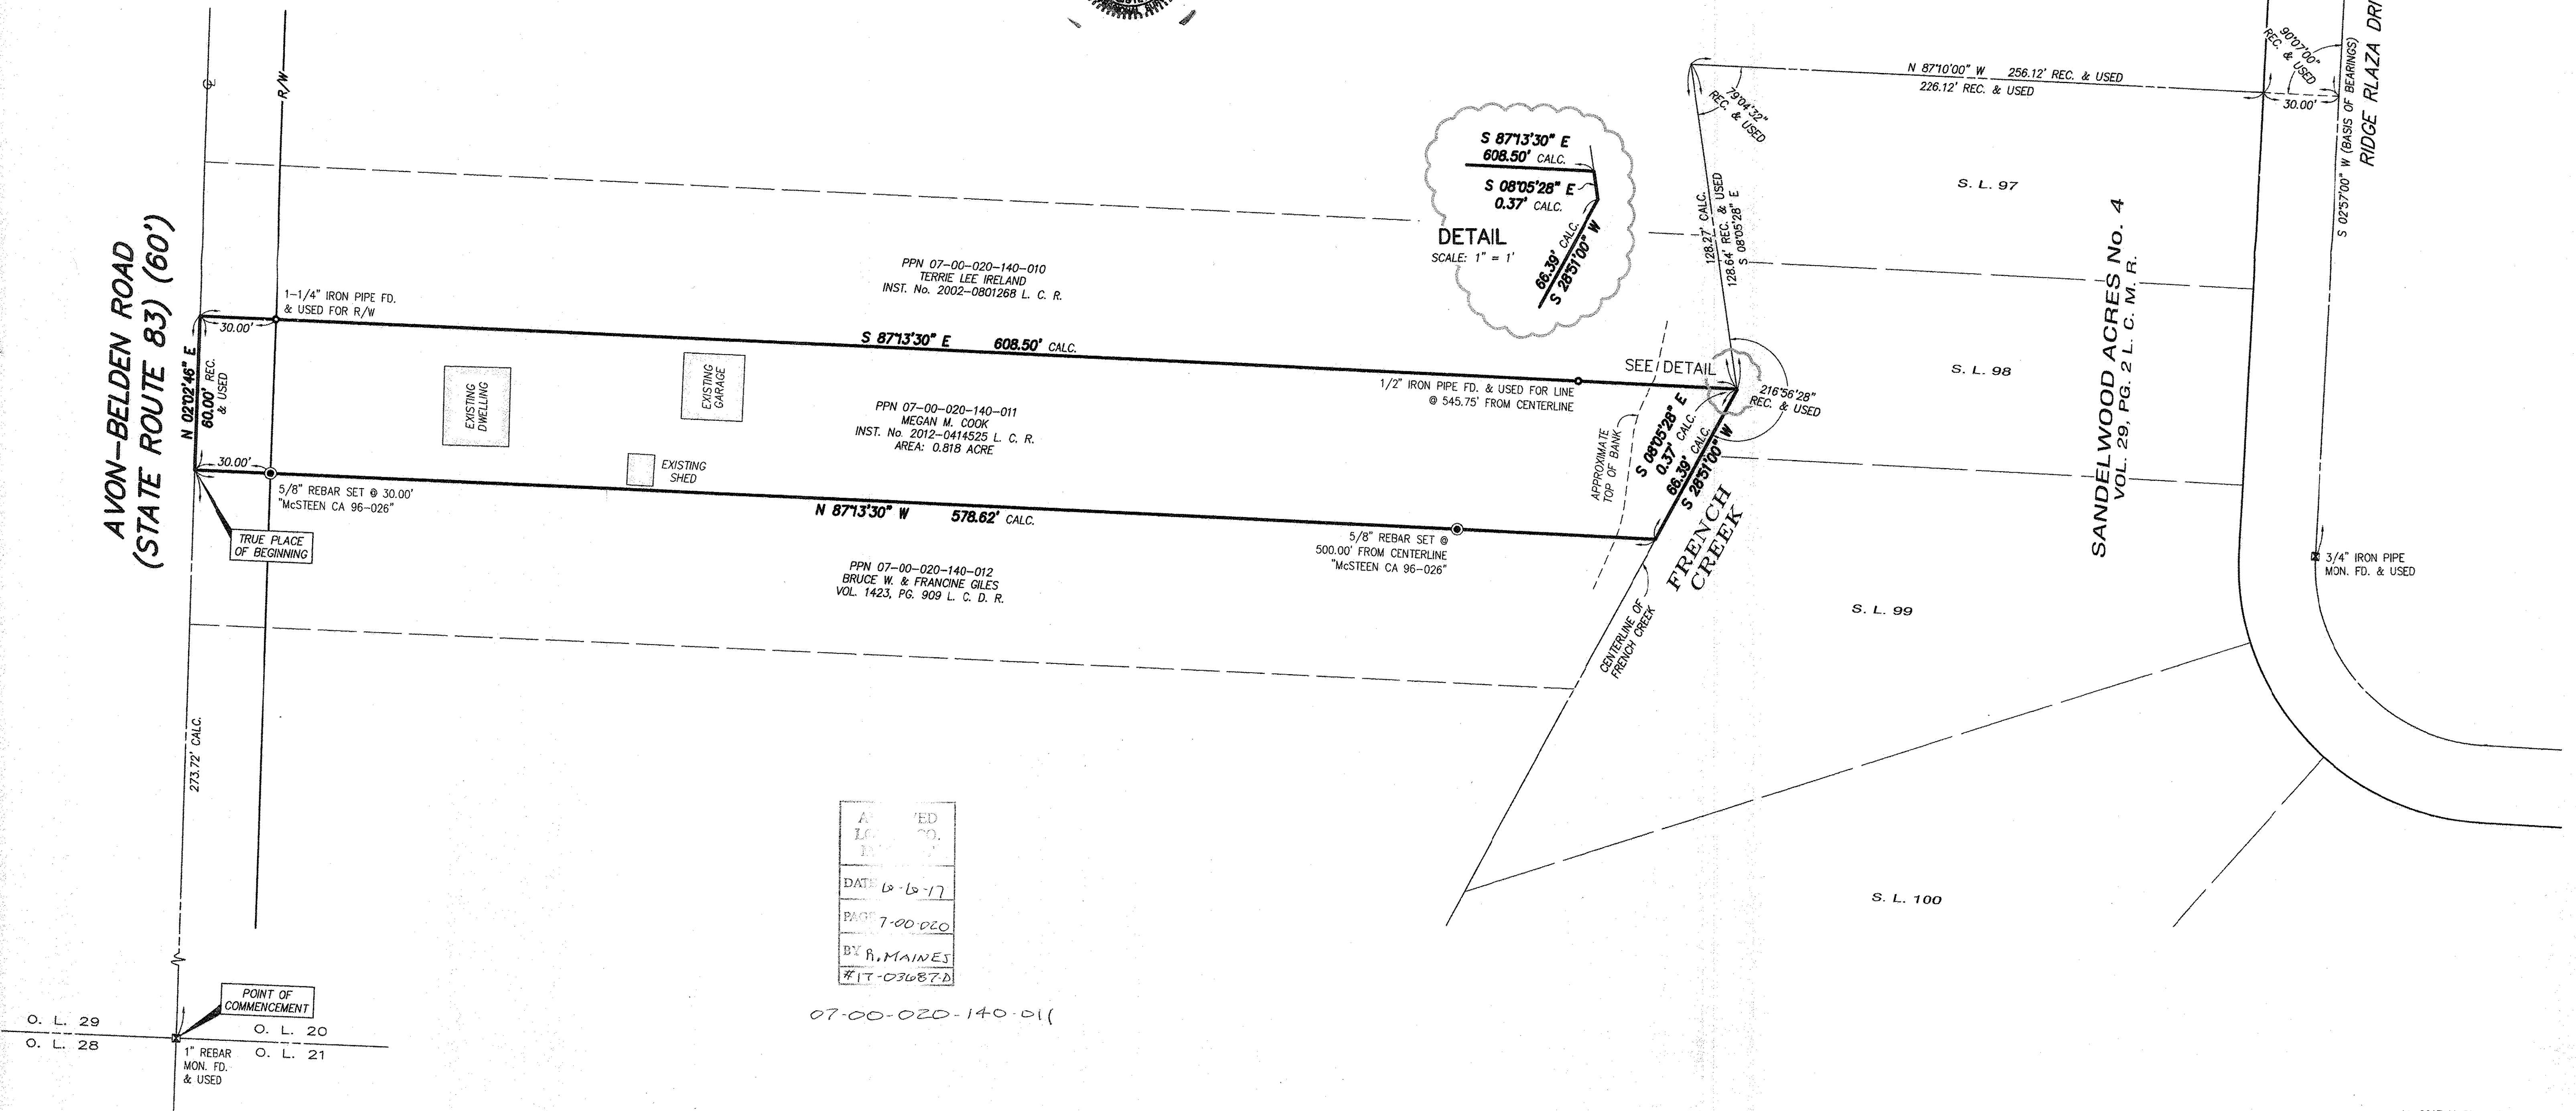 R/W
AVON-BELDEN ROAD
(STATE ROUTE 83) (60')
N 02°02'46" E
60.00' REC.
& USED
30.00'
1-1/4" IRON PIPE FD.
& USED FOR R/W
30.00'
5/8" REBAR SET @ 30.00'
"McSTEEN CA 96-026"
TRUE PLACE
OF BEGINNING
273.72' CALC.
POINT OF
COMMENCEMENT
O. L. 29
O. L. 28
O. L. 20
O. L. 21
1" REBAR
MON. FD.
& USED
EXISTING
DWELLING
EXISTING
GARAGE
EXISTING
SHED
PPN 07-00-020-140-010
TERRIE LEE IRELAND
INST. No. 2002-0801268 L. C. R.
S 87°13'30" E 608.50' CALC.
PPN 07-00-020-140-011
MEGAN M. COOK
INST. No. 2012-0414525 L. C. R.
AREA: 0.818 ACRE
N 87°13'30" W 578.62' CALC.
PPN 07-00-020-140-012
BRUCE W. & FRANCINE GILES
VOL. 1423, PG. 909 L. C. D. R.
DATE 6-6-17
PAGE 7-00-020
BY R. MAINES
#17-03687-D
07-00-020-140-011
S 87°13'30" E
608.50' CALC.
S 08°05'28" E
0.37' CALC.
66.39' CALC.
S 28°51'00" W
DETAIL
SCALE: 1" = 1'
1/2" IRON PIPE FD. & USED FOR LINE
@ 545.75' FROM CENTERLINE
SEE DETAIL
5/8" REBAR SET @
500.00' FROM CENTERLINE
"McSTEEN CA 96-026"
APPROXIMATE
TOP OF BANK
S 08°05'28" E
0.37' CALC.
66.39' CALC.
S 28°51'00" W
FRENCH
CREEK
CENTERLINE OF
FRENCH CREEK
216°56'28"
REC. & USED
128.27' CALC.
128.64' REC. & USED
S 08°05'28" E
79°04'32"
REC. & USED
N 87°10'00" W 256.12' REC. & USED
226.12' REC. & USED
90°07'00"
REC. & USED
30.00'
S 02°57'00" W (BASIS OF BEARINGS)
RIDGE RLAZA DRI
S. L. 97
S. L. 98
S. L. 99
S. L. 100
SANDELWOOD ACRES No. 4
VOL. 29, PG. 2 L. C. M. R.
3/4" IRON PIPE
MON. FD. & USED